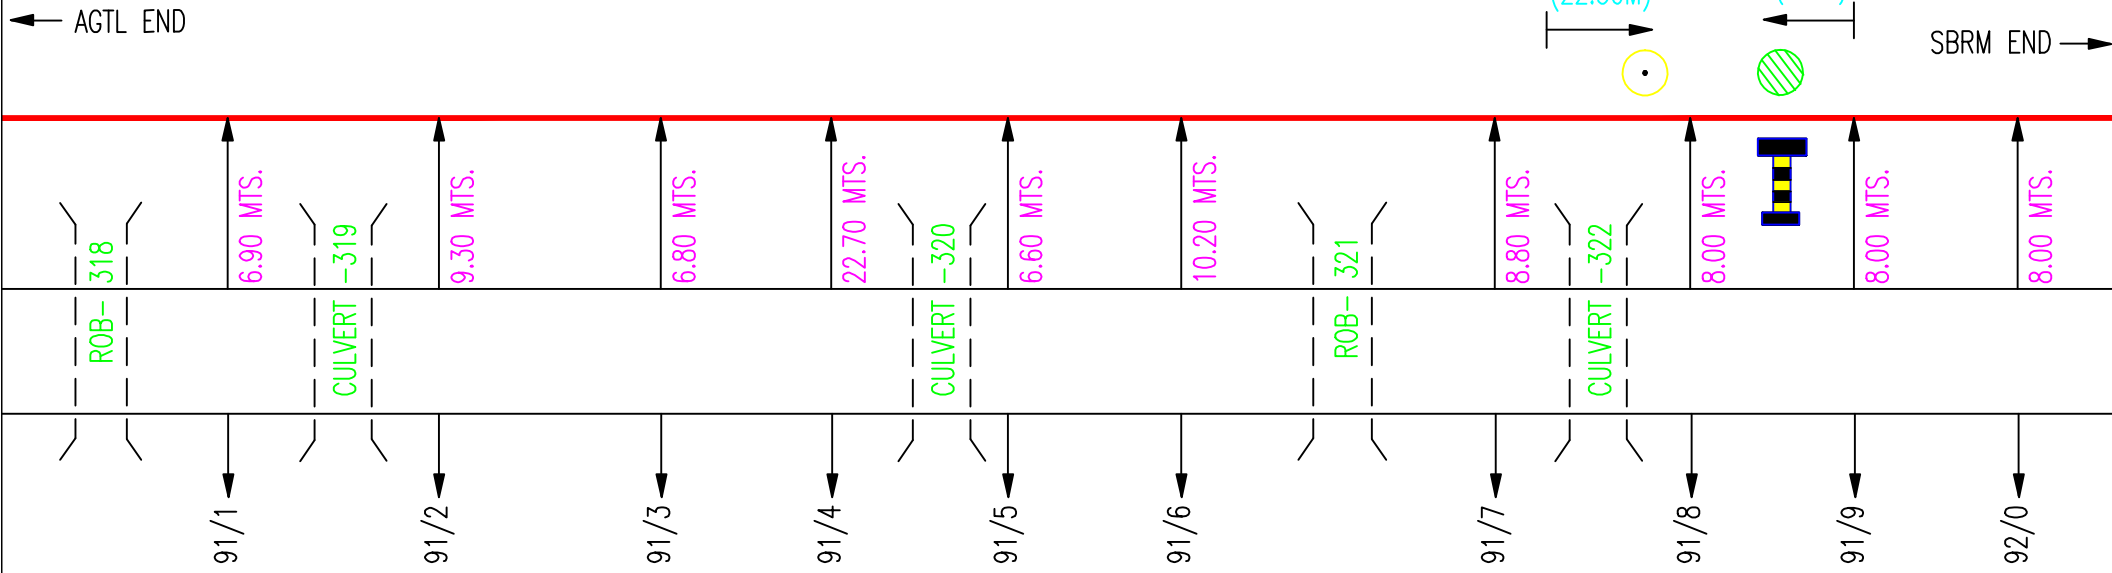 AGTL END
SBRM END
6.90 MTS.
9.30 MTS.
6.80 MTS.
22.70 MTS.
6.60 MTS.
10.20 MTS.
8.80 MTS.
8.00 MTS.
8.00 MTS.
8.00 MTS.
ROB- 318
CULVERT -319
CULVERT -320
ROB- 321
CULVERT -322
91/1
91/2
91/3
91/4
91/5
91/6
91/7
91/8
91/9
92/0